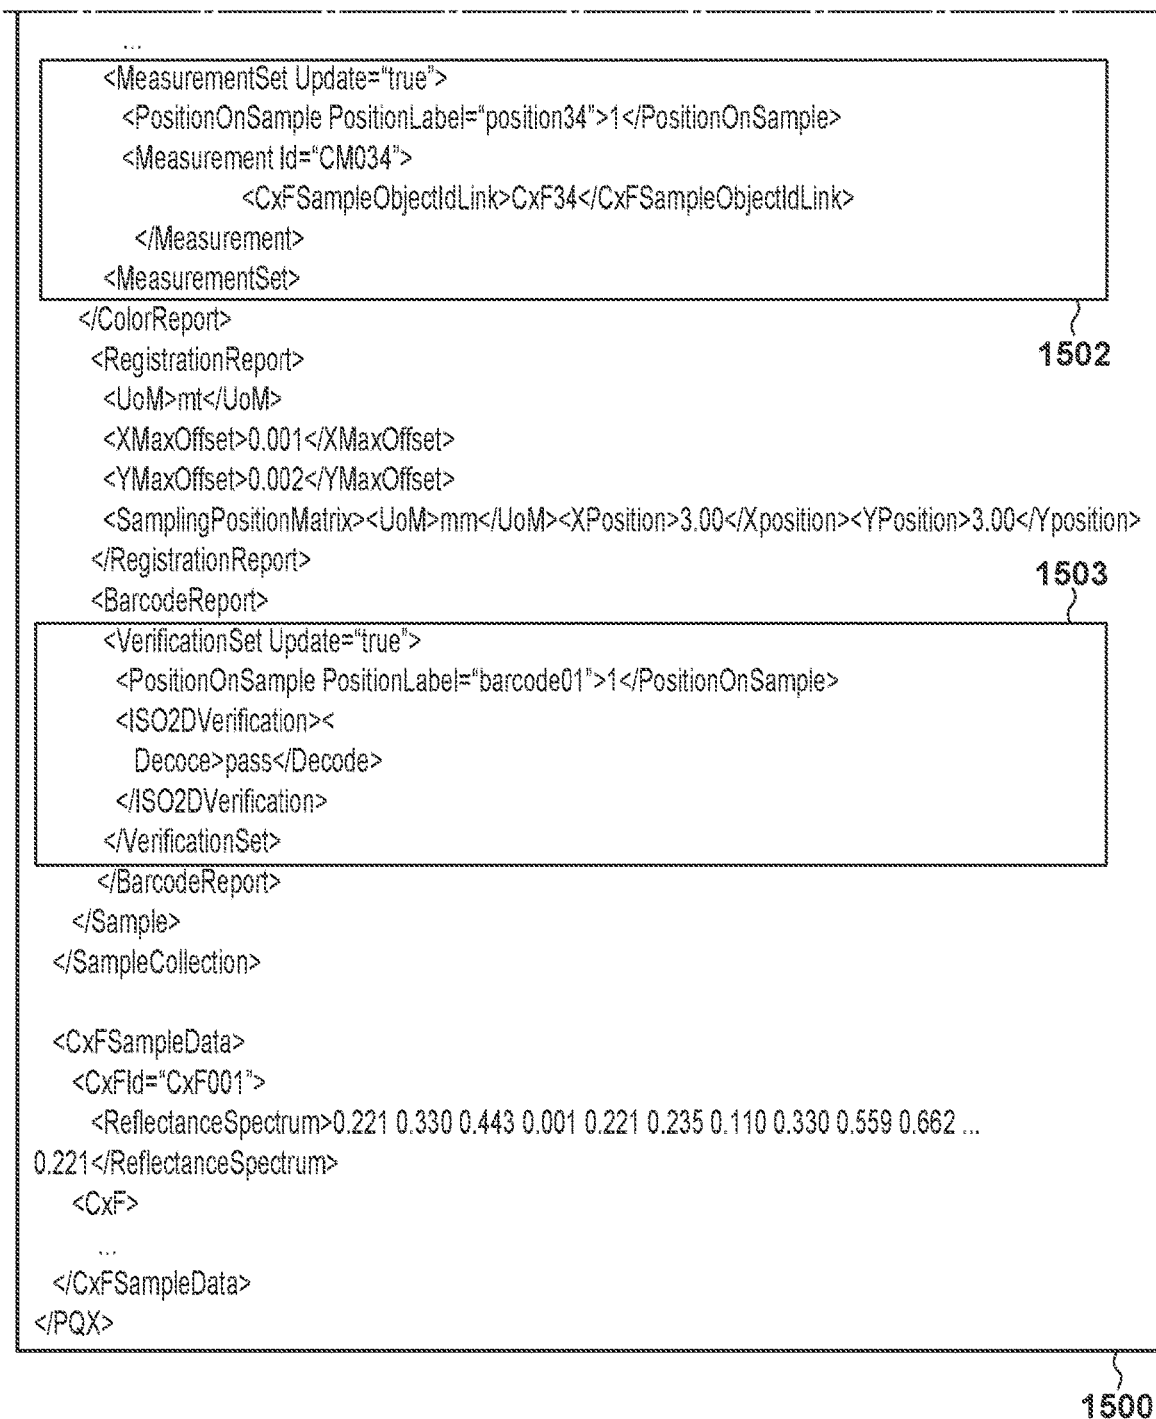 ...
<MeasurementSet Update="true">
<PositionOnSample PositionLabel="position34">1</PositionOnSample>
<Measurement Id="CM034">
<CxFSampleObjectIdLink>CxF34</CxFSampleObjectIdLink>
</Measurement>
<MeasurementSet>
</ColorReport>
1502
<RegistrationReport>
<UoM>mt</UoM>
<XMaxOffset>0.001</XMaxOffset>
<YMaxOffset>0.002</YMaxOffset>
<SamplingPositionMatrix><UoM>mm</UoM><XPosition>3.00</Xposition><YPosition>3.00</Yposition>
</RegistrationReport>
1503
<BarcodeReport>
<VerificationSet Update="true">
<PositionOnSample PositionLabel="barcode01">1</PositionOnSample>
<ISO2DVerification><
Decoce>pass</Decode>
</ISO2DVerification>
</VerificationSet>
</BarcodeReport>
</Sample>
</SampleCollection>
<CxFSampleData>
<CxFId="CxF001">
<ReflectanceSpectrum>0.221 0.330 0.443 0.001 0.221 0.235 0.110 0.330 0.559 0.662 ...
0.221</ReflectanceSpectrum>
<CxF>
...
</CxFSampleData>
</PQX>
1500